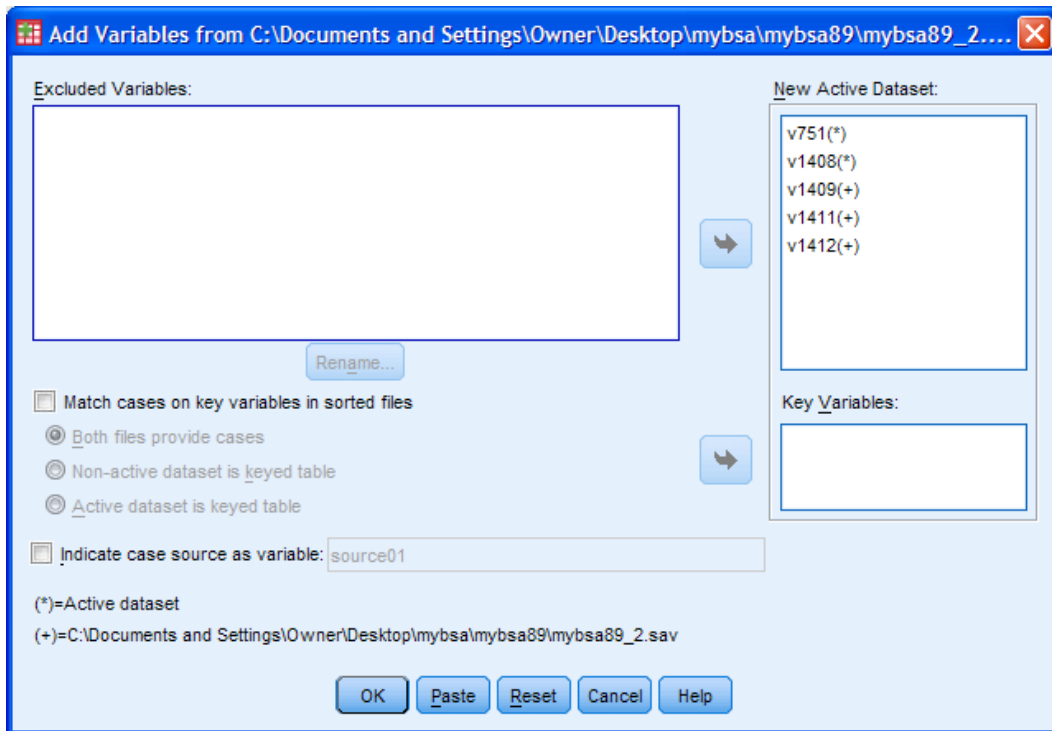 Add Variables from C:\Documents and Settings\Owner\Desktop\mybsa\mybsa89\mybsa89_2....
Excluded Variables:
New Active Dataset:
v751(*)
v1408(*)
v1409(+)
v1411(+)
v1412(+)
Rename...
Match cases on key variables in sorted files
Key Variables:
Both files provide cases
Non-active dataset is keyed table
Active dataset is keyed table
Indicate case source as variable: source01
(*)=Active dataset
(+)=C:\Documents and Settings\Owner\Desktop\mybsa\mybsa89\mybsa89_2.sav
OK Paste Reset Cancel Help